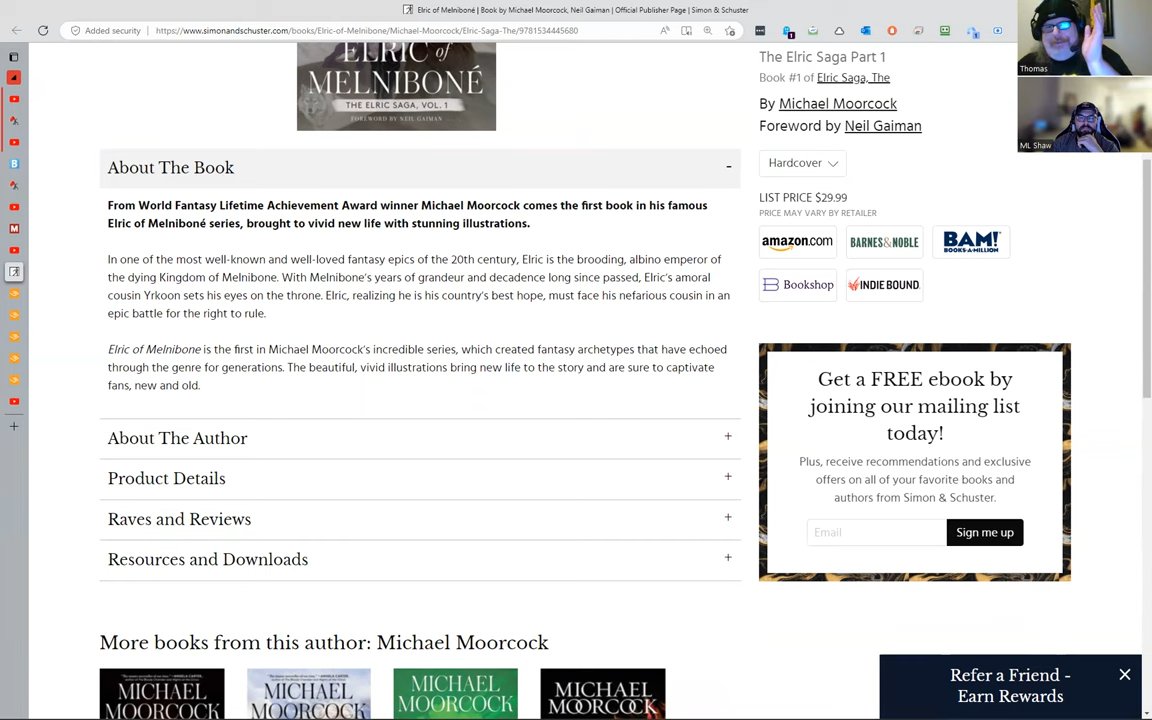 Elric of Melniboné | Book by Michael Moorcock, Neil Gaiman | Official Publisher Page | Simon & Schuster
Added security
https://www.simonandschuster.com/books/Elric-of-Melnibone/Michael-Moorcock/Elric-Saga-The/9781534445680
ELRIC of
MELNIBONÉ
THE ELRIC SAGA, VOL. 1
FOREWORD BY NEIL GAIMAN
The Elric Saga Part 1
Book #1 of Elric Saga, The
By Michael Moorcock
Foreword by Neil Gaiman
Hardcover
LIST PRICE $29.99
PRICE MAY VARY BY RETAILER
amazon.com
BARNES & NOBLE
BAM!
BOOKS-A-MILLION
Bookshop
INDIE BOUND
Thomas
ML Shaw
About The Book
-
From World Fantasy Lifetime Achievement Award winner Michael Moorcock comes the first book in his famous
Elric of Melniboné series, brought to vivid new life with stunning illustrations.
In one of the most well-known and well-loved fantasy epics of the 20th century, Elric is the brooding, albino emperor of
the dying Kingdom of Melnibone. With Melnibone's years of grandeur and decadence long since passed, Elric's amoral
cousin Yrkoon sets his eyes on the throne. Elric, realizing he is his country's best hope, must face his nefarious cousin in an
epic battle for the right to rule.
Elric of Melnibone is the first in Michael Moorcock's incredible series, which created fantasy archetypes that have echoed
through the genre for generations. The beautiful, vivid illustrations bring new life to the story and are sure to captivate
fans, new and old.
About The Author
+
Product Details
+
Raves and Reviews
+
Resources and Downloads
+
Get a FREE ebook by
joining our mailing list
today!
Plus, receive recommendations and exclusive
offers on all of your favorite books and
authors from Simon & Schuster.
Email
Sign me up
More books from this author: Michael Moorcock
MICHAEL
MOORCOCK
MICHAEL
MOORCOCK
MICHAEL
MOORCOCK
MICHAEL
MOORCOCK
Refer a Friend -
Earn Rewards